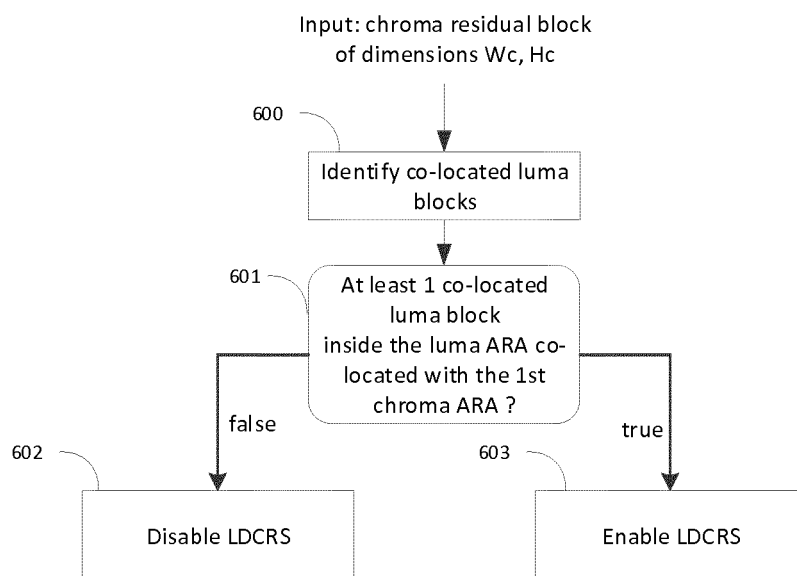 Input: chroma residual block
of dimensions Wc, Hc
600
Identify co-located luma
blocks
601
At least 1 co-located
luma block
inside the luma ARA co-
located with the 1st
chroma ARA ?
false
true
602
603
Disable LDCRS
Enable LDCRS